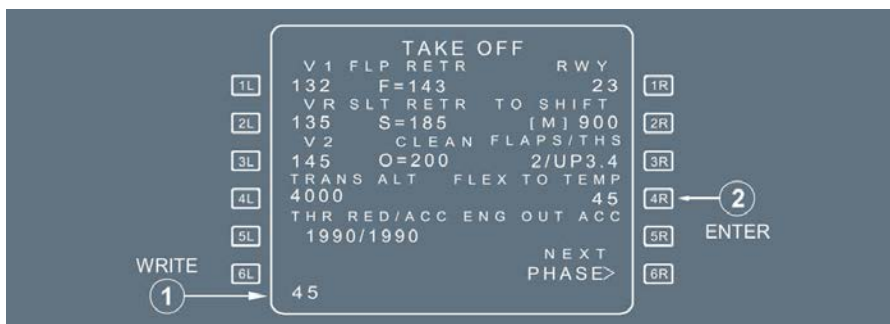 TAKE OFF
V1 FLP RETR RWY
1L 132 F=143 23 1R
VR SLT RETR TO SHIFT
2L 135 S=185 [M] 900 2R
V2 CLEAN FLAPS/THS
3L 145 O=200 2/UP3.4 3R
TRANS ALT FLEX TO TEMP
4L 4000 45 4R 2
THR RED/ACC ENG OUT ACC
5L 1990/1990 5R ENTER
NEXT
WRITE 6L PHASE> 6R
1 45